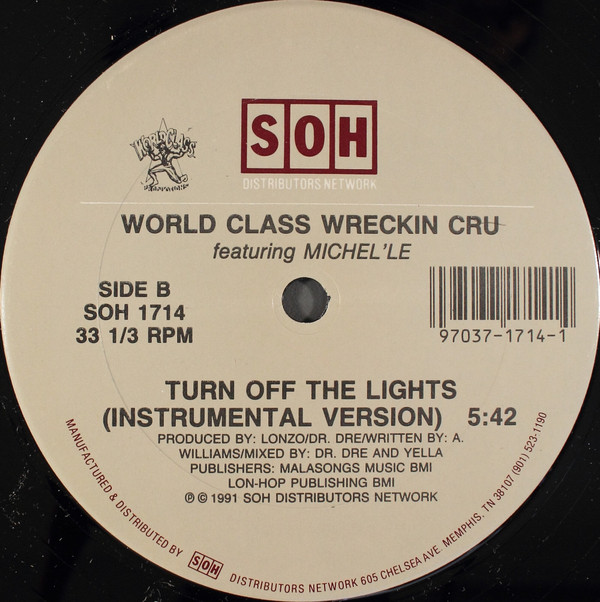 WORLD CLASS
SOH
DISTRIBUTORS NETWORK
WORLD CLASS WRECKIN CRU
featuring MICHEL'LE
SIDE B
SOH 1714
33 1/3 RPM
97037-1714-1
TURN OFF THE LIGHTS
(INSTRUMENTAL VERSION) 5:42
PRODUCED BY: LONZO/DR. DRE/WRITTEN BY: A.
WILLIAMS/MIXED BY: DR. DRE AND YELLA
PUBLISHERS: MALASONGS MUSIC BMI
LON-HOP PUBLISHING BMI
℗ © 1991 SOH DISTRIBUTORS NETWORK
MANUFACTURED & DISTRIBUTED BY SOH DISTRIBUTORS NETWORK 605 CHELSEA AVE. MEMPHIS, TN 38107 (901) 523-1190